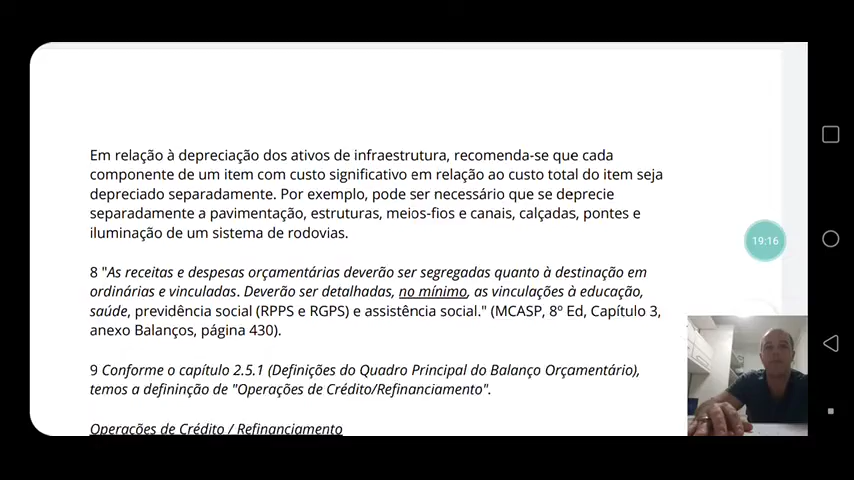 Em relação à depreciação dos ativos de infraestrutura, recomenda-se que cada
componente de um item com custo significativo em relação ao custo total do item seja
depreciado separadamente. Por exemplo, pode ser necessário que se deprecie
separadamente a pavimentação, estruturas, meios-fios e canais, calçadas, pontes e
iluminação de um sistema de rodovias.
19:16
8 "As receitas e despesas orçamentárias deverão ser segregadas quanto à destinação em
ordinárias e vinculadas. Deverão ser detalhadas, no mínimo, as vinculações à educação,
saúde, previdência social (RPPS e RGPS) e assistência social." (MCASP, 8º Ed, Capítulo 3,
anexo Balanços, página 430).
9 Conforme o capítulo 2.5.1 (Definições do Quadro Principal do Balanço Orçamentário),
temos a defininção de "Operações de Crédito/Refinanciamento".
Operações de Crédito / Refinanciamento